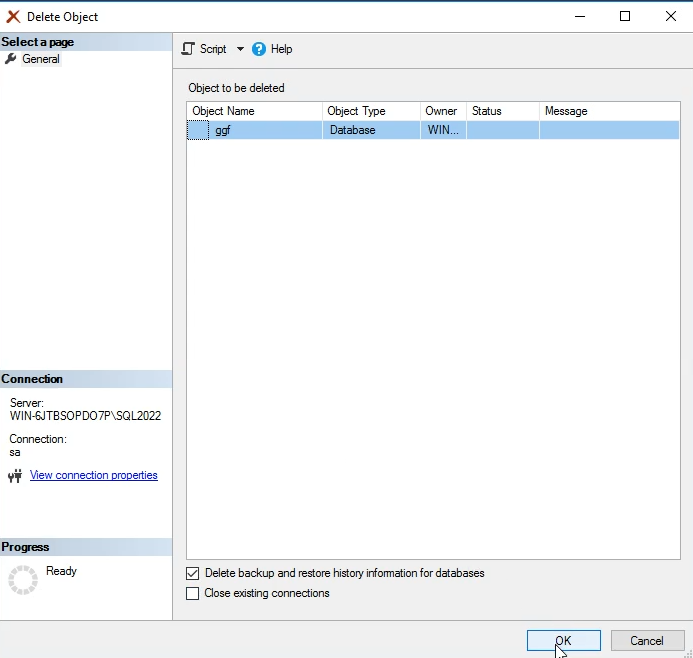 Delete Object
Select a page
General
Script
Help
Object to be deleted
Object Name Object Type Owner Status Message
ggf Database WIN...
Connection
Server:
WIN-6JTBSOPDO7P\SQL2022
Connection:
sa
View connection properties
Progress
Ready
Delete backup and restore history information for databases
Close existing connections
OK Cancel